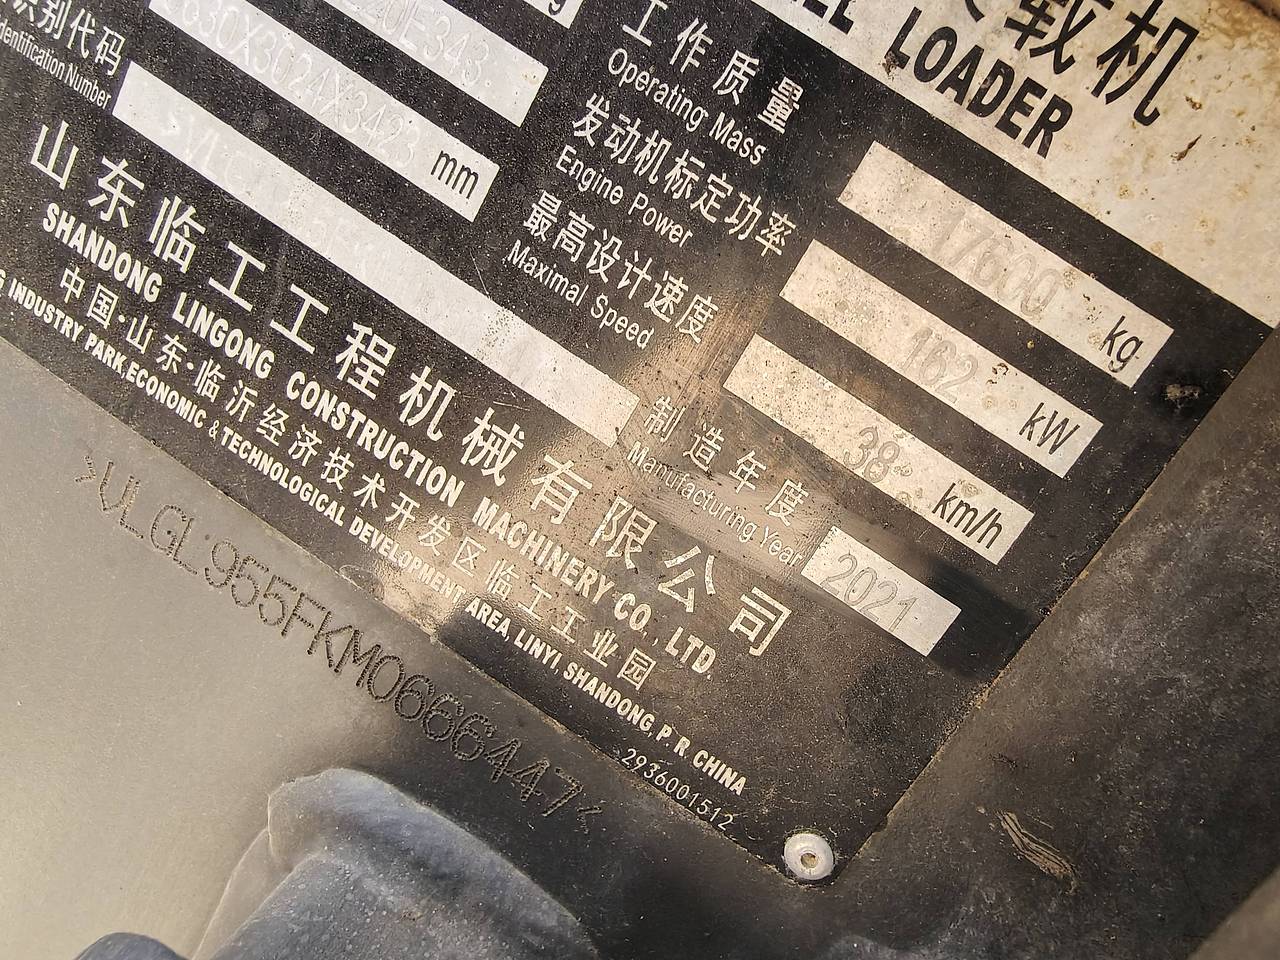 载机
LOADER
工作质量
Operating Mass
17600 kg
发动机标定功率
Engine Power
162 kW
最高设计速度
Maximal Speed
38 km/h
制造年度
Manufacturing Year
2021
mm
识别代码
Identification Number
山东临工工程机械有限公司
SHANDONG LINGONG CONSTRUCTION MACHINERY CO., LTD.
中国·山东·临沂经济技术开发区临工工业园
INDUSTRY PARK,ECONOMIC & TECHNOLOGICAL DEVELOPMENT AREA, LINYI, SHANDONG, P. R. CHINA
2936001512
>VLGL955FKM0666447<